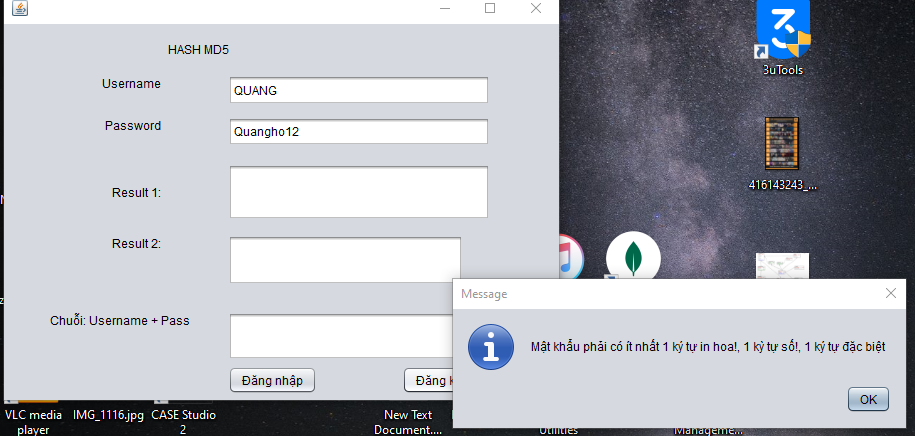 HASH MD5
Username
QUANG
Password
Quangho12
Result 1:
Result 2:
Chuỗi: Username + Pass
Đăng nhập
Đăng
3uTools
416143243_...
Message
Mật khẩu phải có ít nhất 1 ký tự in hoa!, 1 ký tự số!, 1 ký tự đặc biệt
OK
VLC media
player
IMG_1116.jpg
CASE Studio
2
New Text
Document....
Utilities
Manageme...